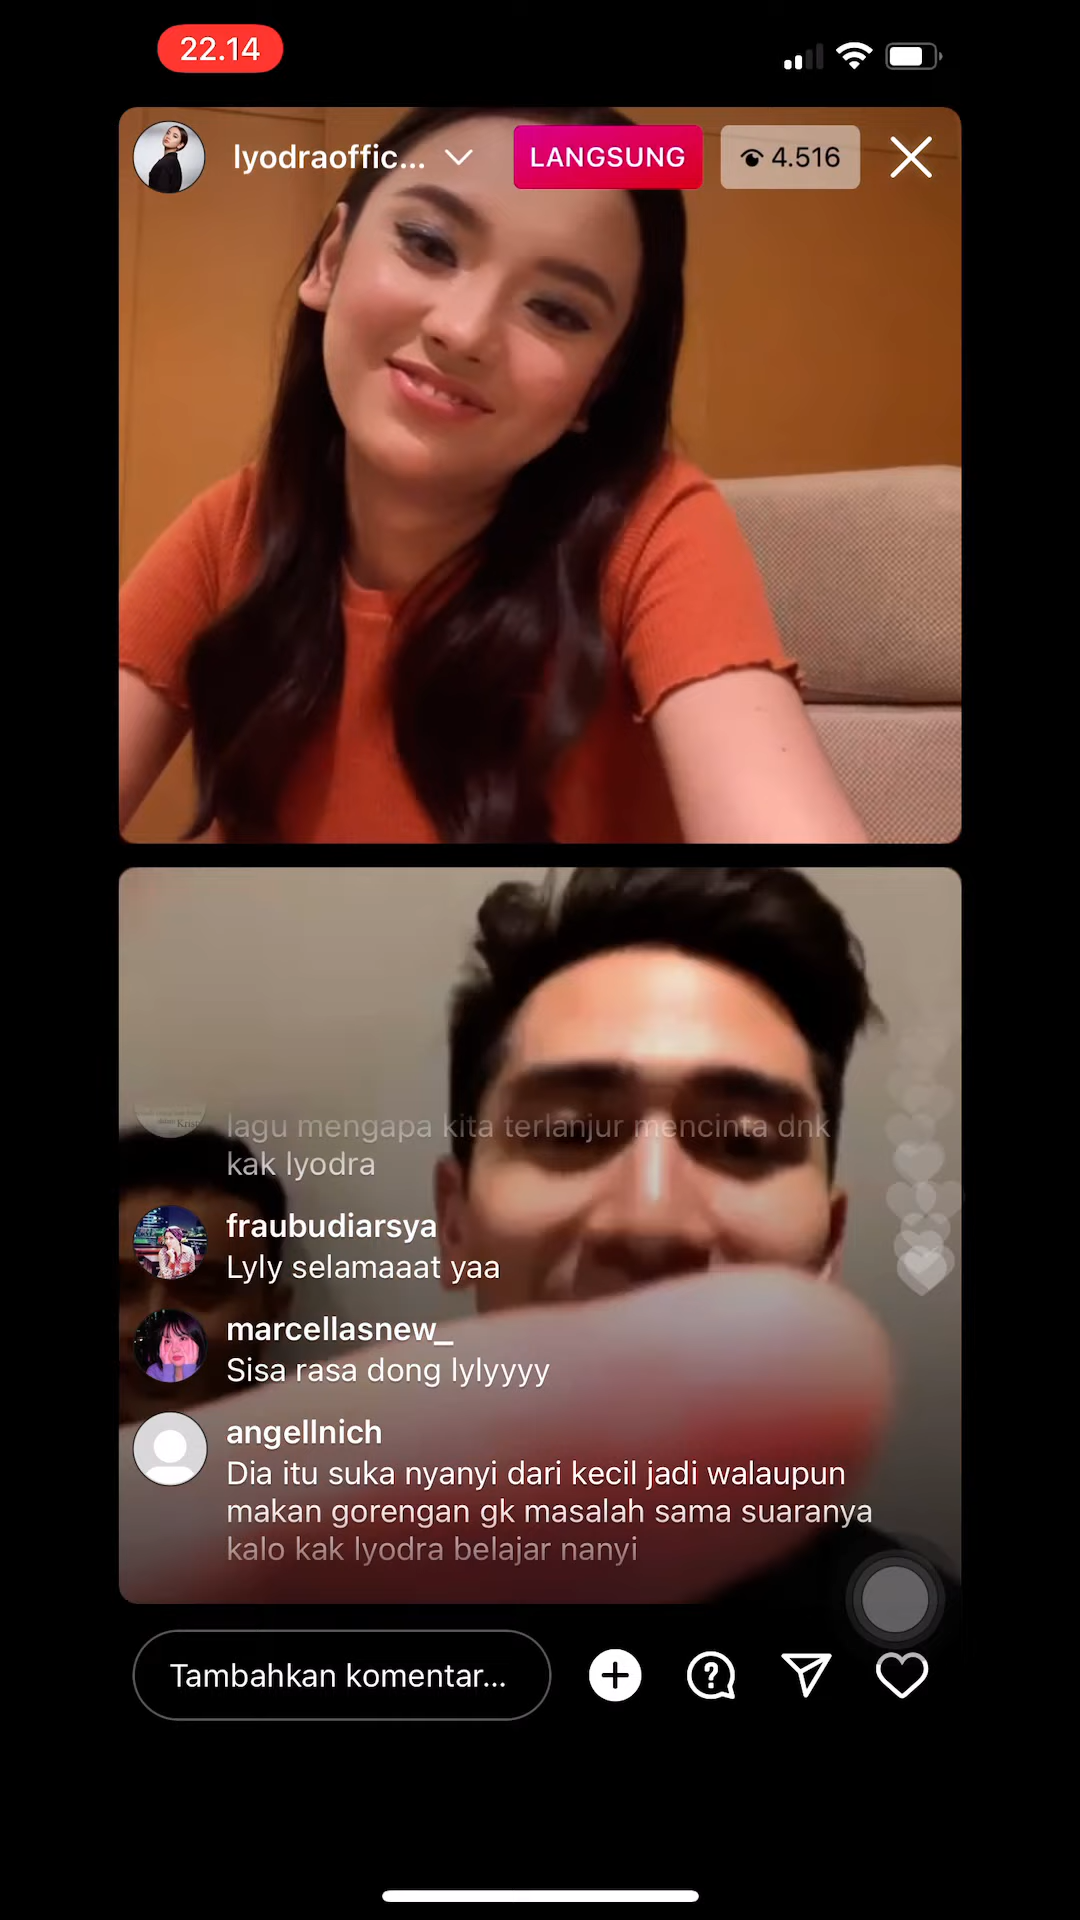 22.14
lyodraoffic...
LANGSUNG
4.516
lagu mengapa kita terlanjur mencinta dnk
kak lyodra
fraubudiarsya
Lyly selamaaat yaa
marcellasnew_
Sisa rasa dong lylyyyy
angellnich
Dia itu suka nyanyi dari kecil jadi walaupun
makan gorengan gk masalah sama suaranya
kalo kak lyodra belajar nanyi
Tambahkan komentar...